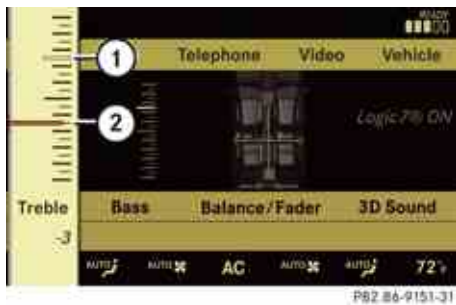 READY
1
Telephone Video Vehicle
2
Logic7® ON
Treble Bass Balance/Fader 3D Sound
-3
AUTO AUTO AC AUTO AUTO 72°F
P82.86-9151-31